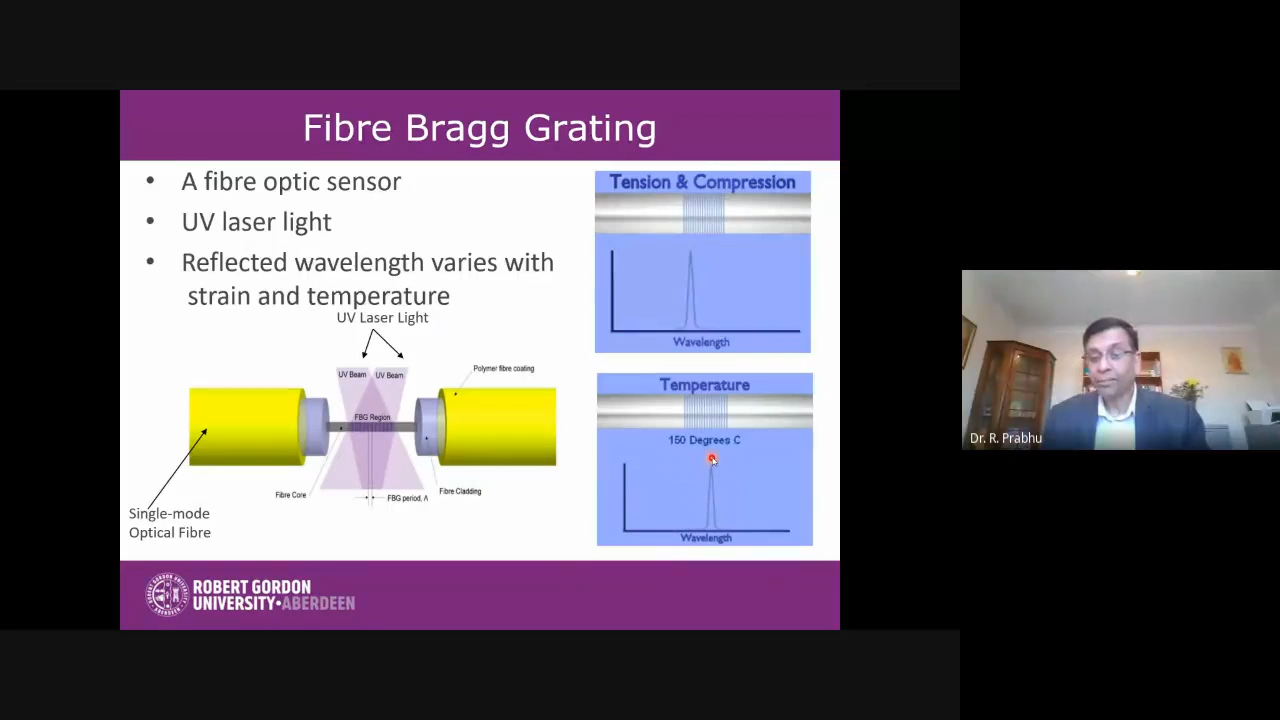 Fibre Bragg Grating
• A fibre optic sensor
• UV laser light
• Reflected wavelength varies with
strain and temperature
UV Laser Light
UV Beam
UV Beam
Polymer fibre coating
FBG Region
Fibre Core
FBG period, Λ
Fibre Cladding
Single-mode
Optical Fibre
Tension & Compression
Wavelength
Temperature
150 Degrees C
Wavelength
ROBERT GORDON
UNIVERSITY•ABERDEEN
Dr. R. Prabhu